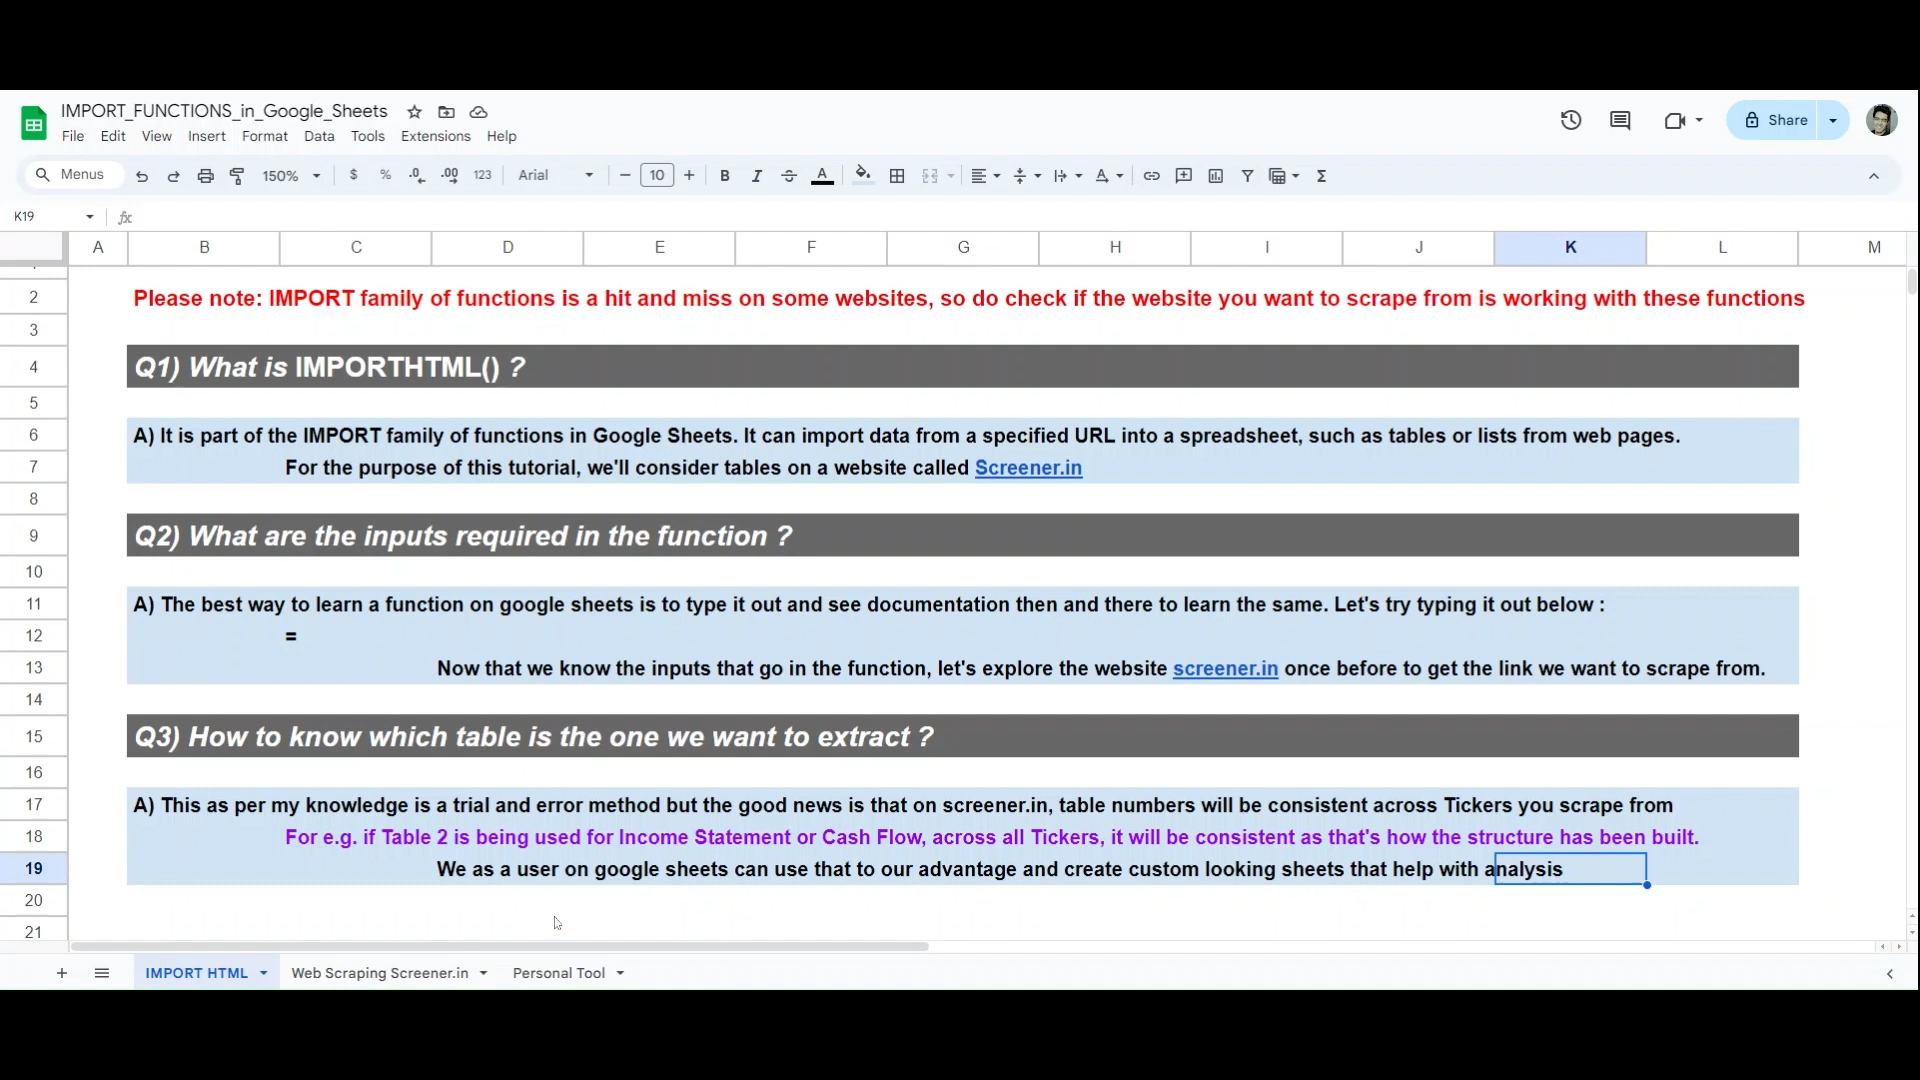 IMPORT_FUNCTIONS_in_Google_Sheets
File Edit View Insert Format Data Tools Extensions Help
Share
Menus 150% $ % .0 .00 123 Arial 10 B I S A Σ
K19 fx
A B C D E F G H I J K L M
2 Please note: IMPORT family of functions is a hit and miss on some websites, so do check if the website you want to scrape from is working with these functions
3
4 Q1) What is IMPORTHTML() ?
5
6 A) It is part of the IMPORT family of functions in Google Sheets. It can import data from a specified URL into a spreadsheet, such as tables or lists from web pages.
7 For the purpose of this tutorial, we'll consider tables on a website called Screener.in
8
9 Q2) What are the inputs required in the function ?
10
11 A) The best way to learn a function on google sheets is to type it out and see documentation then and there to learn the same. Let's try typing it out below :
12 =
13 Now that we know the inputs that go in the function, let's explore the website screener.in once before to get the link we want to scrape from.
14
15 Q3) How to know which table is the one we want to extract ?
16
17 A) This as per my knowledge is a trial and error method but the good news is that on screener.in, table numbers will be consistent across Tickers you scrape from
18 For e.g. if Table 2 is being used for Income Statement or Cash Flow, across all Tickers, it will be consistent as that's how the structure has been built.
19 We as a user on google sheets can use that to our advantage and create custom looking sheets that help with analysis
20
21
IMPORT HTML Web Scraping Screener.in Personal Tool